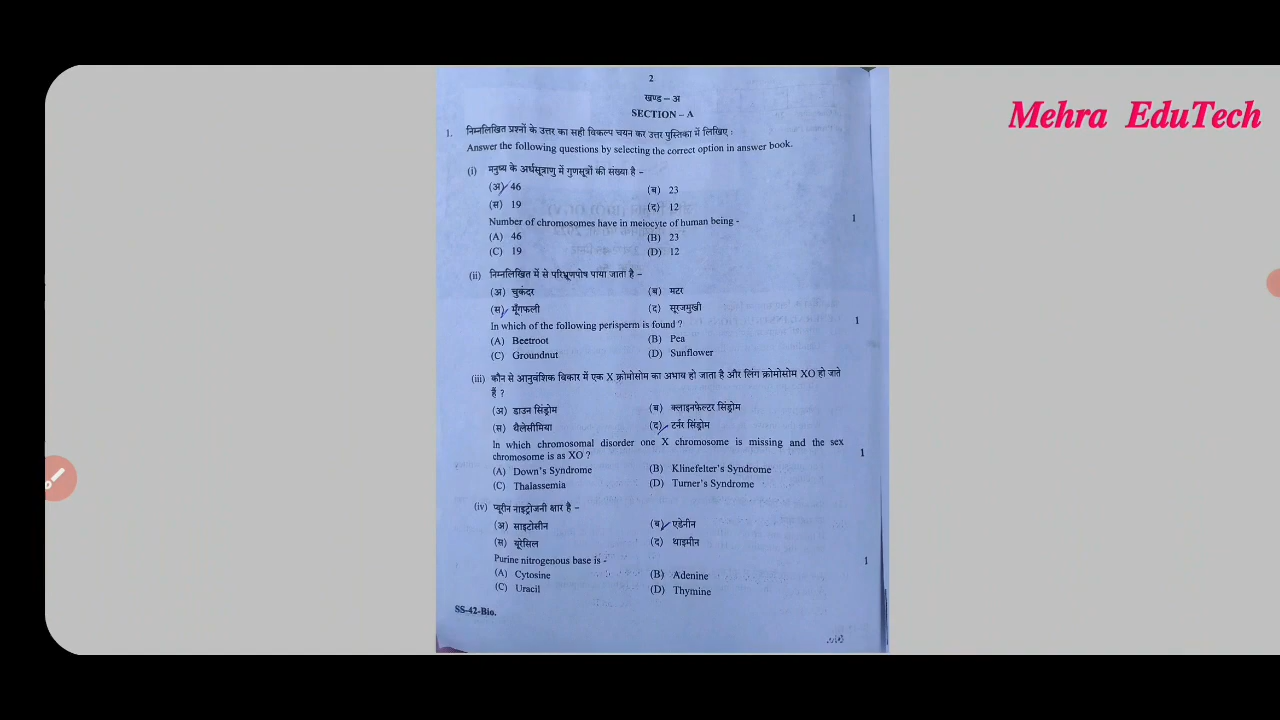 Mehra EduTech
2
खण्ड – अ
SECTION – A
1. निम्नलिखित प्रश्नों के उत्तर का सही विकल्प चयन कर उत्तर पुस्तिका में लिखिए :
Answer the following questions by selecting the correct option in answer book.
(i) मनुष्य के अर्धसूत्राणु में गुणसूत्रों की संख्या है –
(अ) 46 (ब) 23
(स) 19 (द) 12
Number of chromosomes have in meiocyte of human being - 1
(A) 46 (B) 23
(C) 19 (D) 12
(ii) निम्नलिखित में से परिभ्रूणपोष पाया जाता है –
(अ) चुकंदर (ब) मटर
(स) मूँगफली (द) सूरजमुखी
In which of the following perisperm is found ? 1
(A) Beetroot (B) Pea
(C) Groundnut (D) Sunflower
(iii) कौन से आनुवंशिक विकार में एक X क्रोमोसोम का अभाव हो जाता है और लिंग क्रोमोसोम XO हो जाते
हैं ?
(अ) डाउन सिंड्रोम (ब) क्लाइनफेल्टर सिंड्रोम
(स) थैलेसीमिया (द) टर्नर सिंड्रोम
In which chromosomal disorder one X chromosome is missing and the sex
chromosome is as XO ? 1
(A) Down's Syndrome (B) Klinefelter's Syndrome
(C) Thalassemia (D) Turner's Syndrome
(iv) प्यूरीन नाइट्रोजनी क्षार है –
(अ) साइटोसीन (ब) एडेनीन
(स) यूरेसिल (द) थाइमीन
Purine nitrogenous base is - 1
(A) Cytosine (B) Adenine
(C) Uracil (D) Thymine
SS-42-Bio.